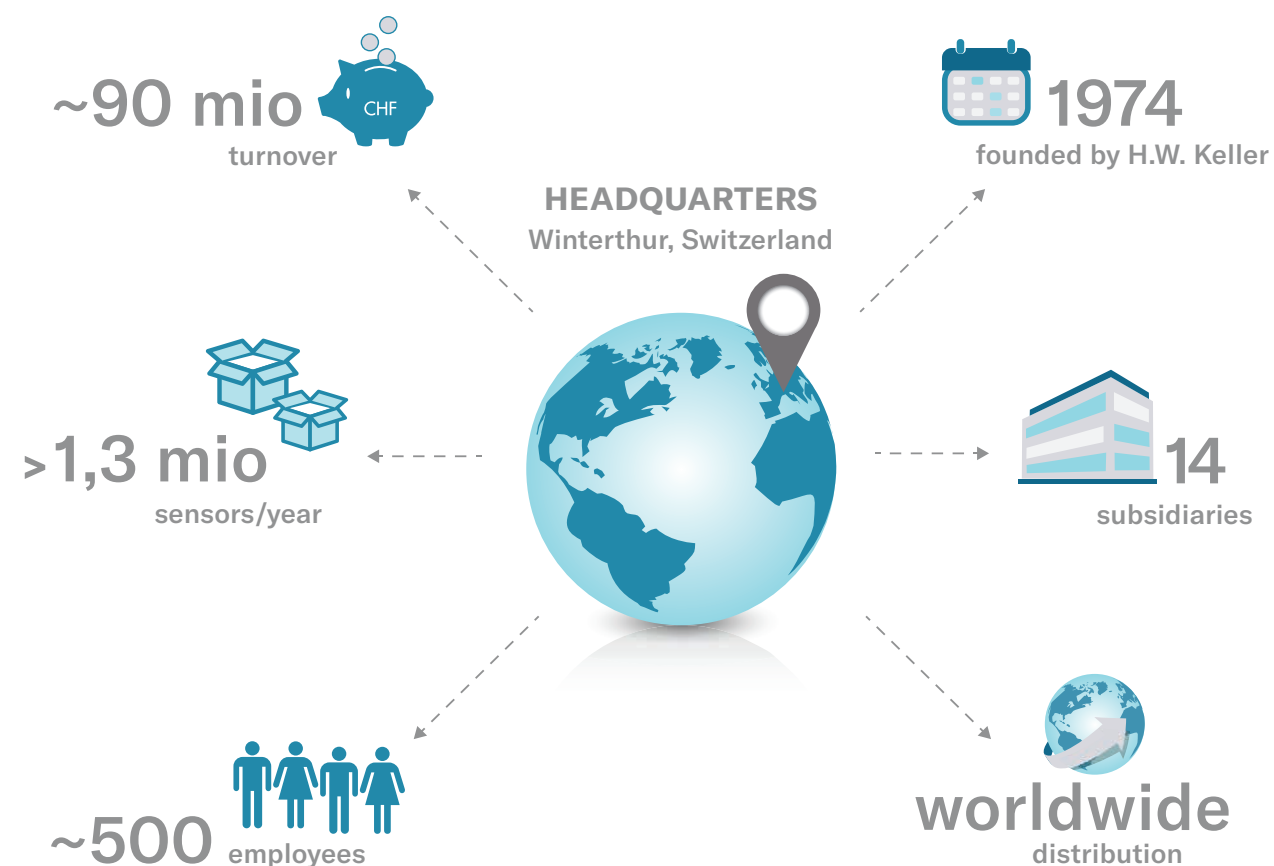 ~90 mio
CHF
turnover
1974
founded by H.W. Keller
HEADQUARTERS
Winterthur, Switzerland
>1,3 mio
sensors/year
14
subsidiaries
~500
employees
worldwide
distribution